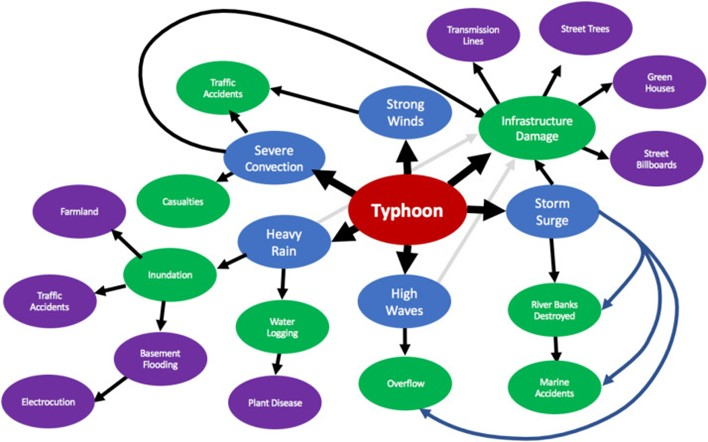 Transmission
Lines
Street Trees
Traffic
Accidents
Green
Houses
Strong
Winds
Infrastructure
Damage
Severe
Convection
Street
Billboards
Casualties
Typhoon
Storm
Surge
Farmland
Heavy
Rain
Inundation
High
Waves
Traffic
Accidents
River Banks
Destroyed
Water
Logging
Basement
Flooding
Overflow
Marine
Accidents
Electrocution
Plant Disease